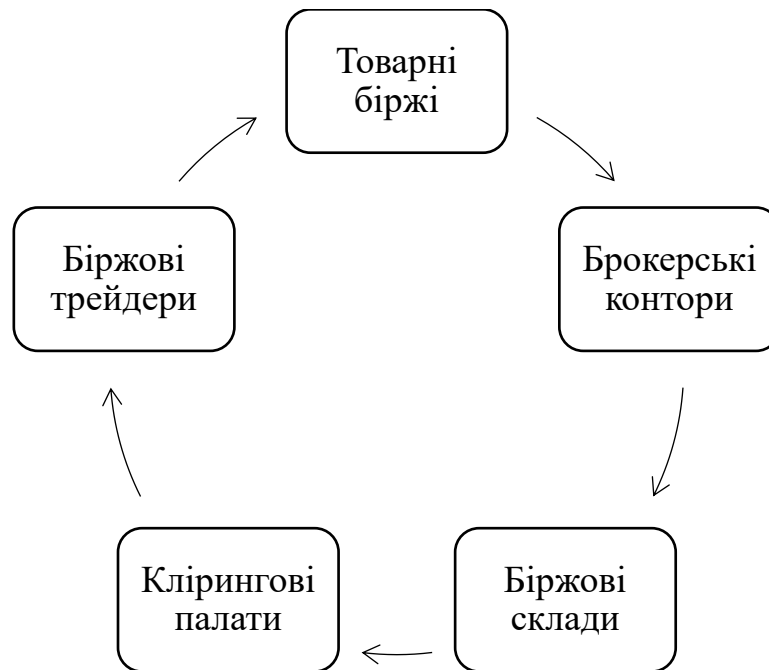 Товарні
біржі
Брокерські
контори
Біржові
склади
Клірингові
палати
Біржові
трейдери